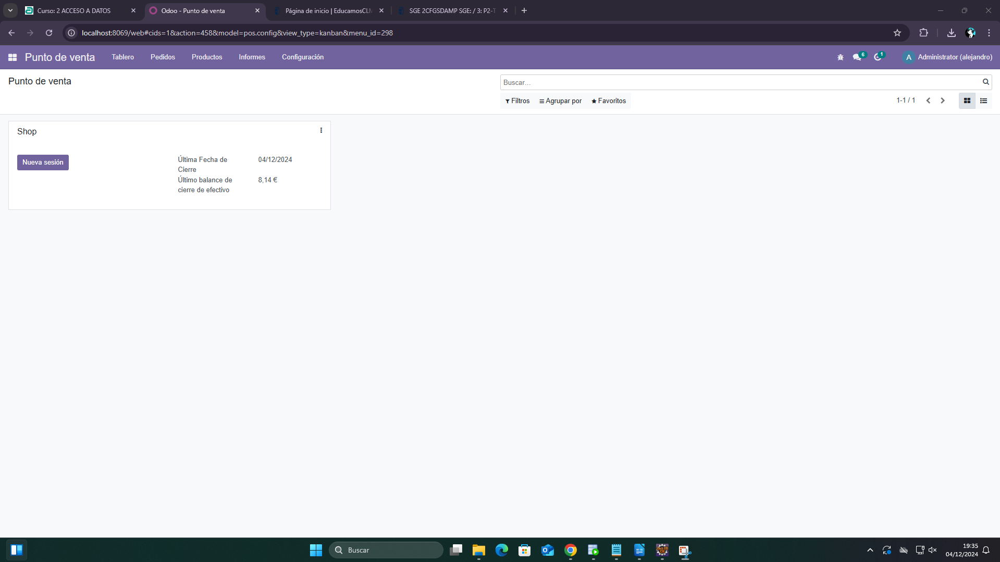 Curso: 2 ACCESO A DATOS
Odoo - Punto de venta
Página de inicio | EducamosCLM
SGE 2CFGSDAMP SGE: / 3: P2-T
localhost:8069/web#cids=1&action=458&model=pos.config&view_type=kanban&menu_id=298
Punto de venta
Tablero
Pedidos
Productos
Informes
Configuración
6
1
A
Administrator (alejandro)
Punto de venta
Buscar...
Filtros
Agrupar por
Favoritos
1-1 / 1
Shop
Nueva sesión
Última Fecha de
Cierre
04/12/2024
Último balance de
cierre de efectivo
8,14 €
Buscar
19:35
04/12/2024